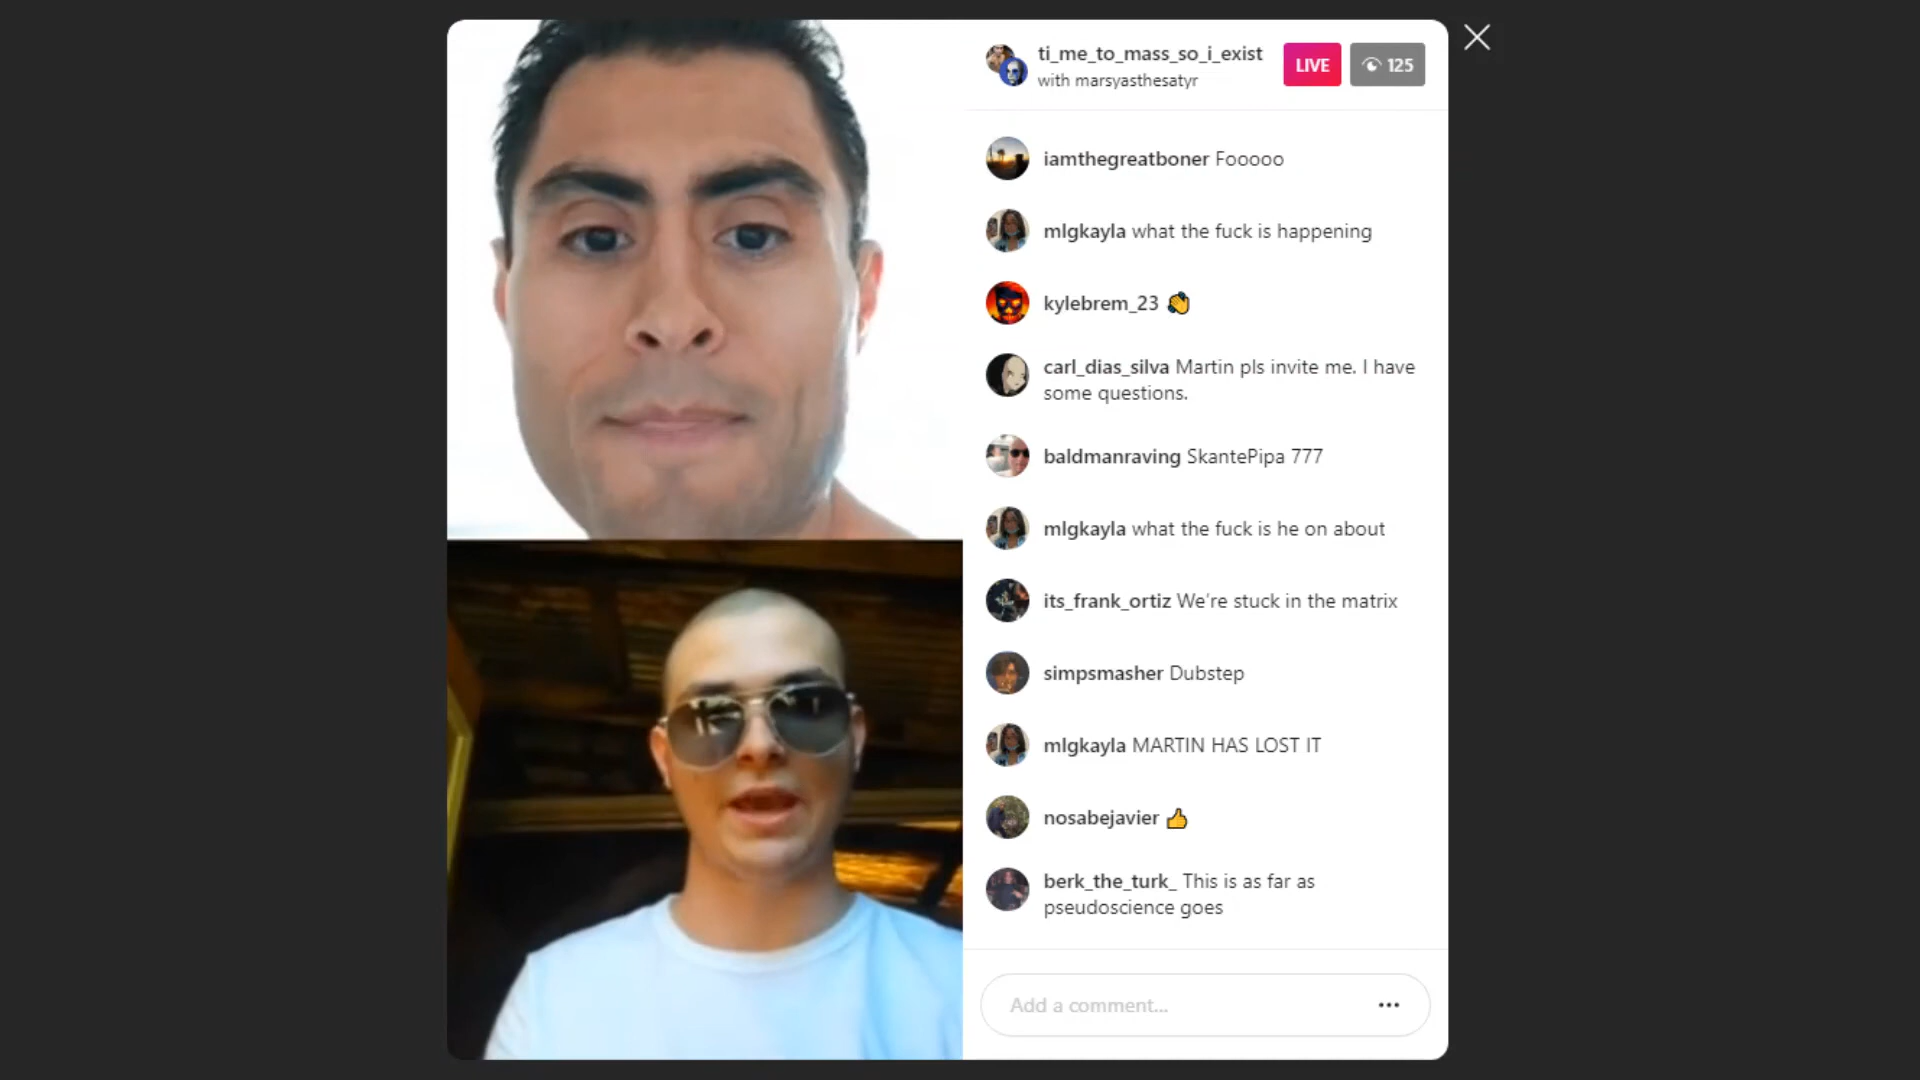 ti_me_to_mass_so_i_exist
with marsyasthesatyr
LIVE
125
iamthegreatboner Fooooo
mlgkayla what the fuck is happening
kylebrem_23 👏
carl_dias_silva Martin pls invite me. I have
some questions.
baldmanraving SkantePipa 777
mlgkayla what the fuck is he on about
its_frank_ortiz We're stuck in the matrix
simpsmasher Dubstep
mlgkayla MARTIN HAS LOST IT
nosabejavier 👍
berk_the_turk_ This is as far as
pseudoscience goes
Add a comment...